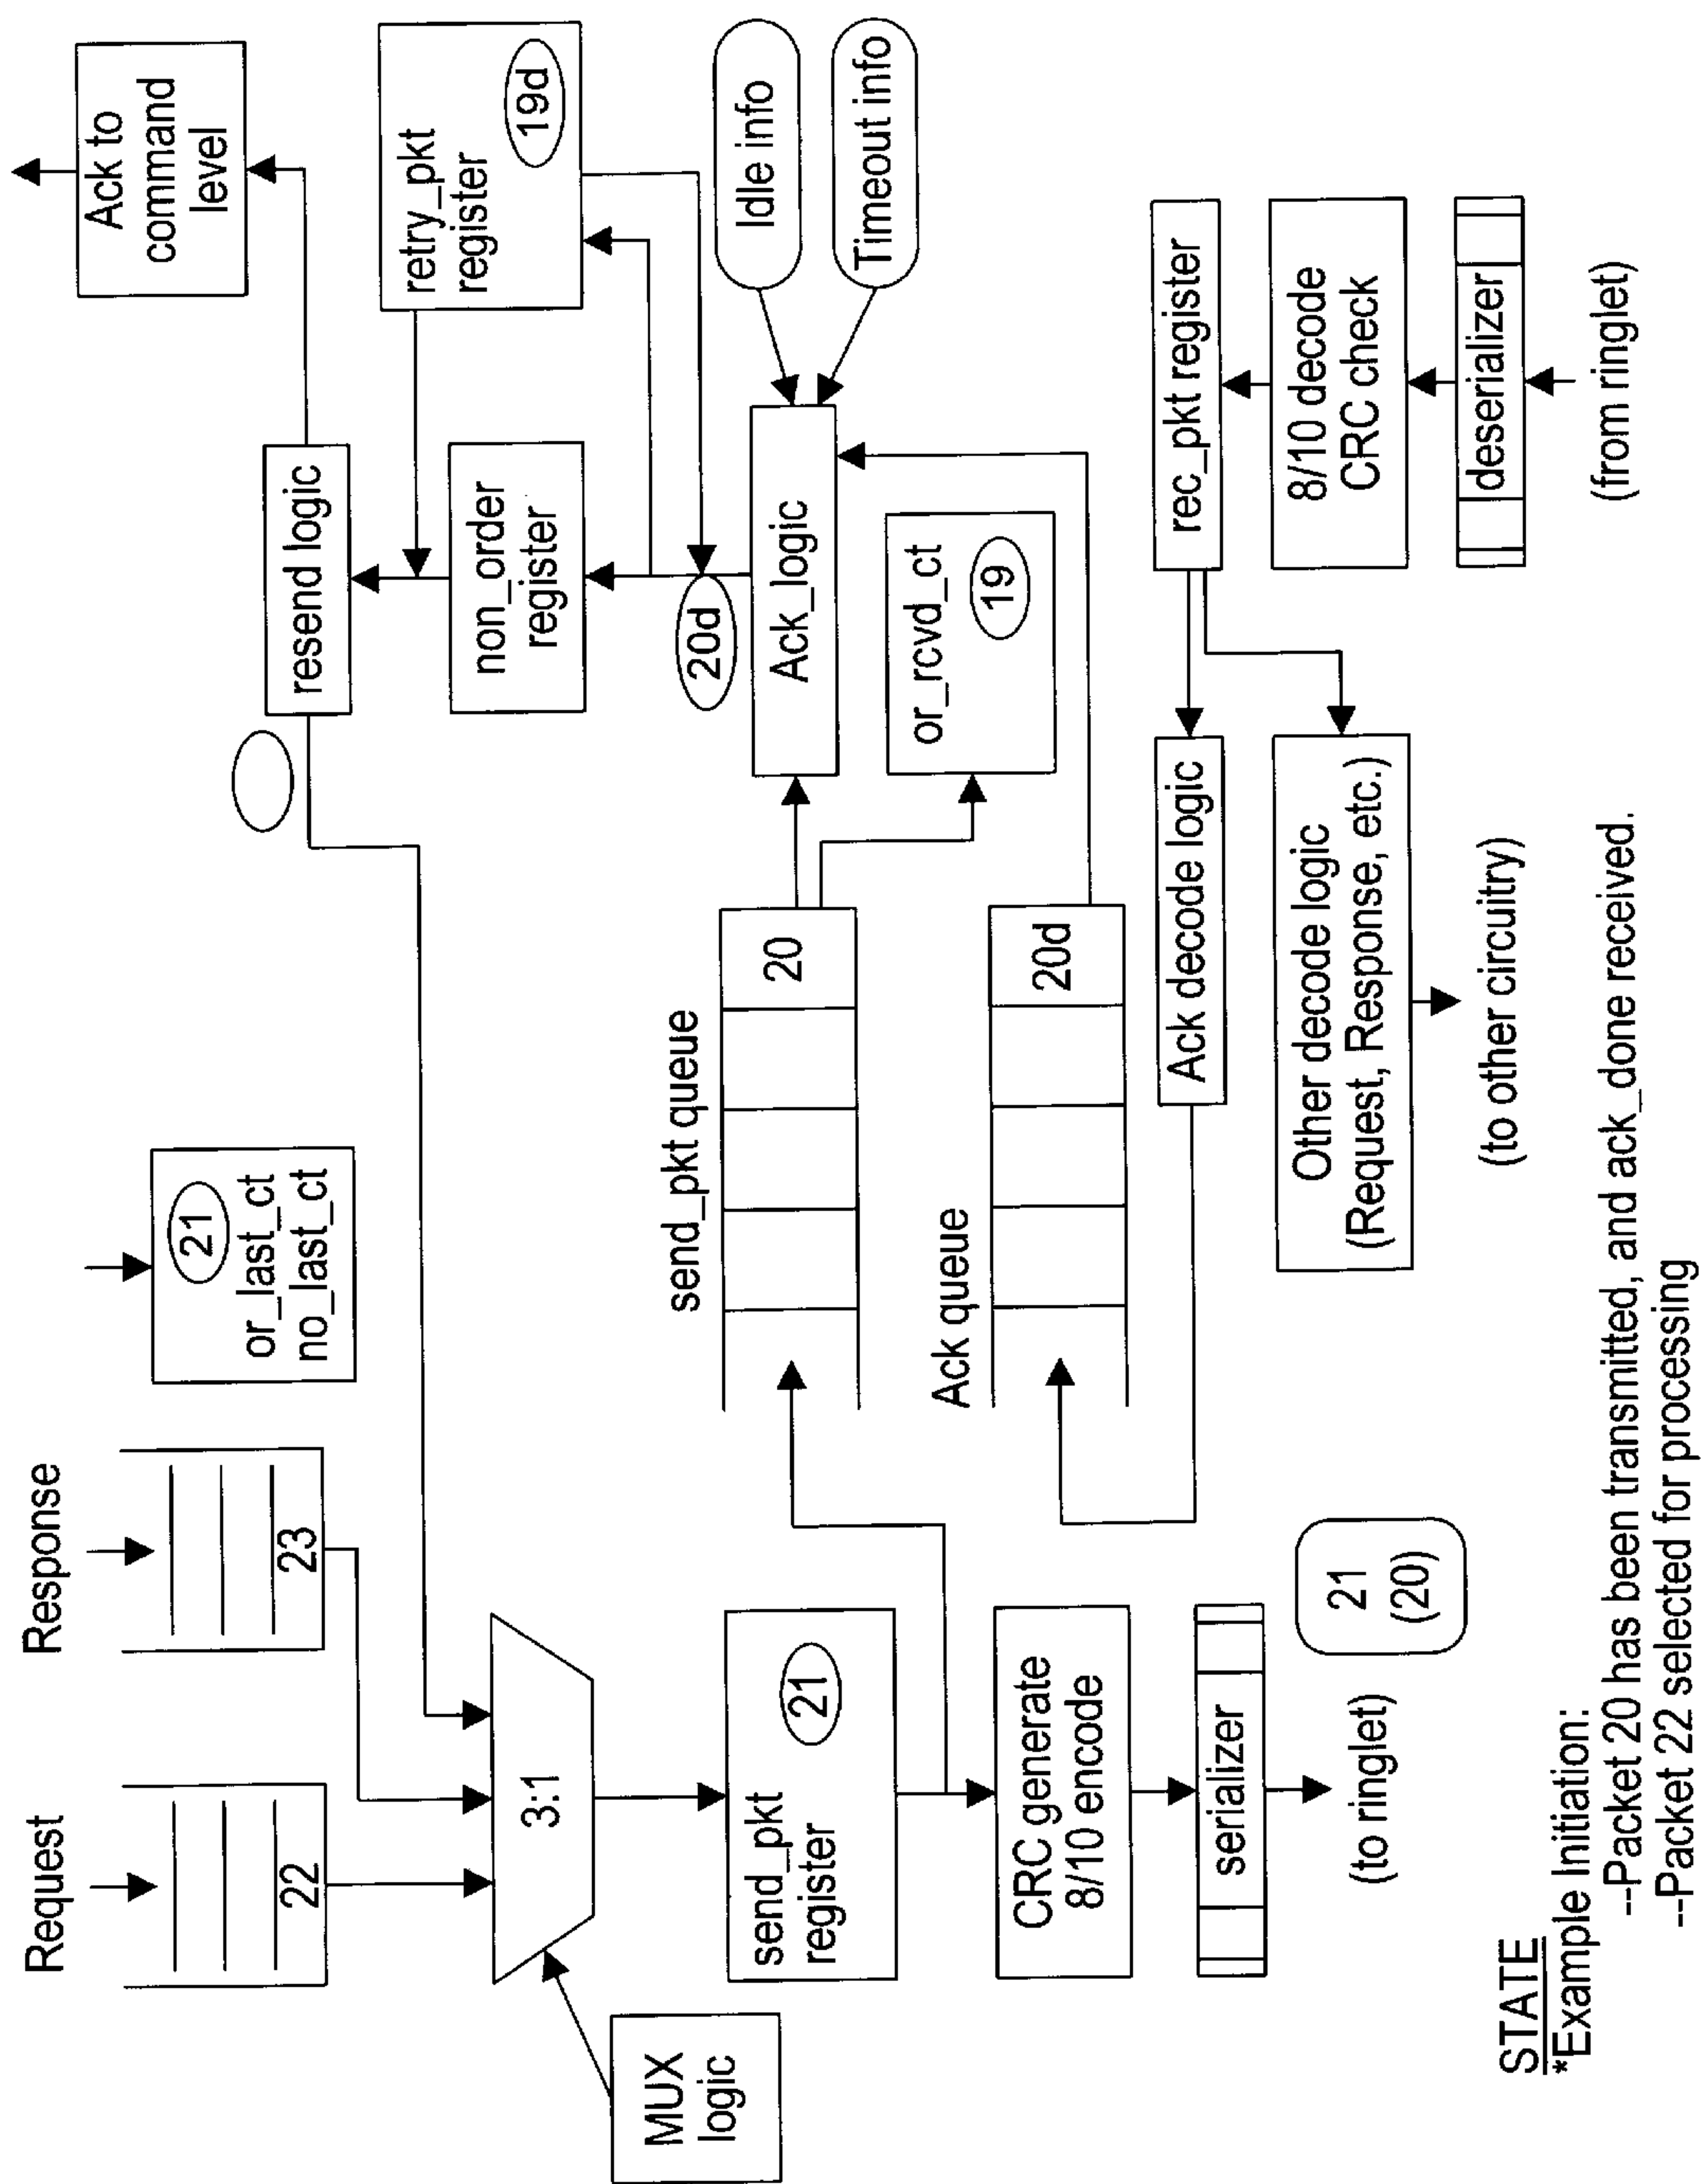 Request
Response
22
23
21
or_last_ct
no_last_ct
Ack to
command
level
resend logic
retry_pkt
register
19d
non_order
register
20d
Idle info
Timeout info
Ack_logic
MUX
logic
3:1
send_pkt
register
21
send_pkt queue
20
or_rcvd_ct
19
Ack queue
20d
CRC generate
8/10 encode
serializer
(to ringlet)
21
(20)
Ack decode logic
Other decode logic
(Request, Response, etc.)
(to other circuitry)
rec_pkt register
8/10 decode
CRC check
deserializer
(from ringlet)
STATE
*Example Initiation:
--Packet 20 has been transmitted, and ack_done received.
--Packet 22 selected for processing